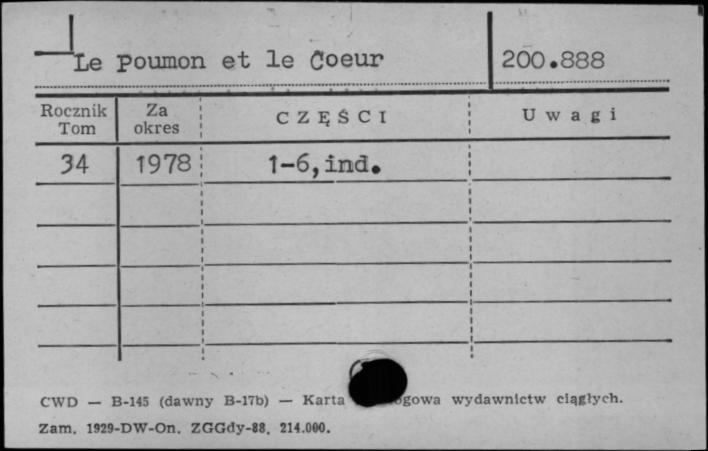 Le Poumon et le Coeur 200.888
Rocznik Tom Za okres CZĘŚCI Uwagi
34 1978 1-6,ind.
CWD — B-145 (dawny B-17b) — Karta ogowa wydawnictw ciągłych.
Zam. 1929-DW-On. ZGGdy-88, 214.000.